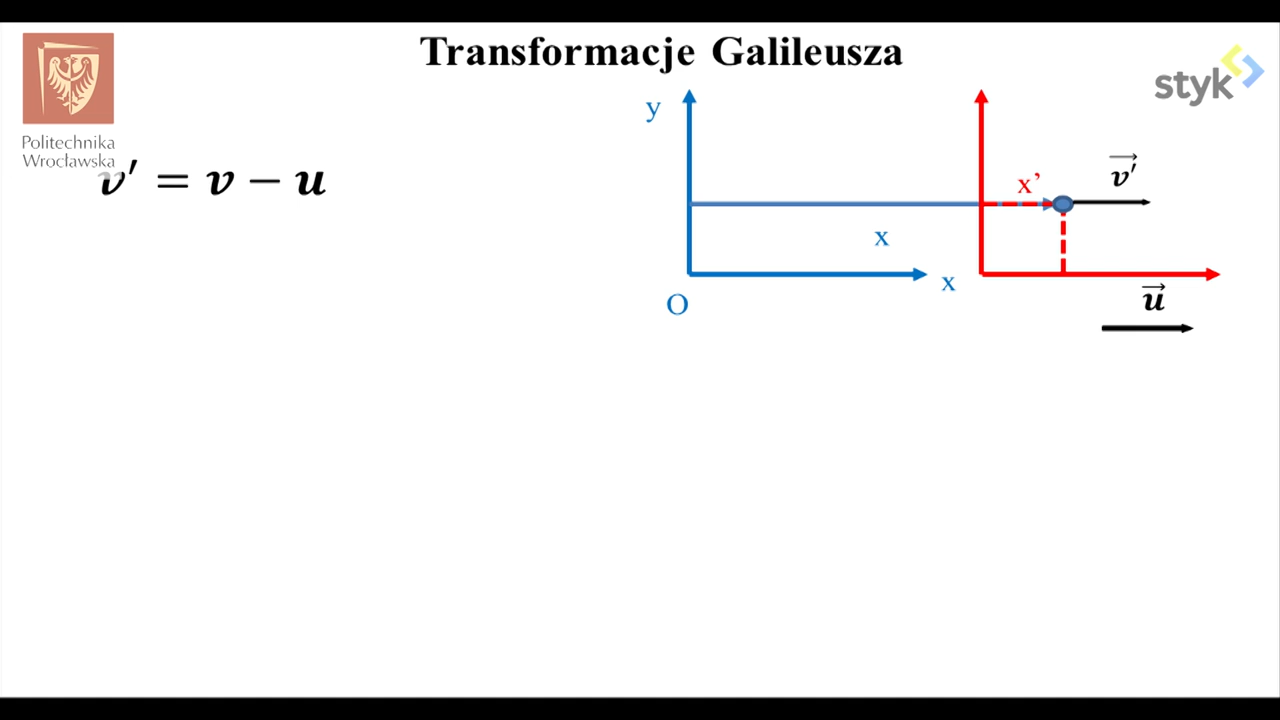 Transformacje Galileusza
Politechnika
Wrocławska
styk
v′ = v − u
y
x'
v'
x
x
O
u